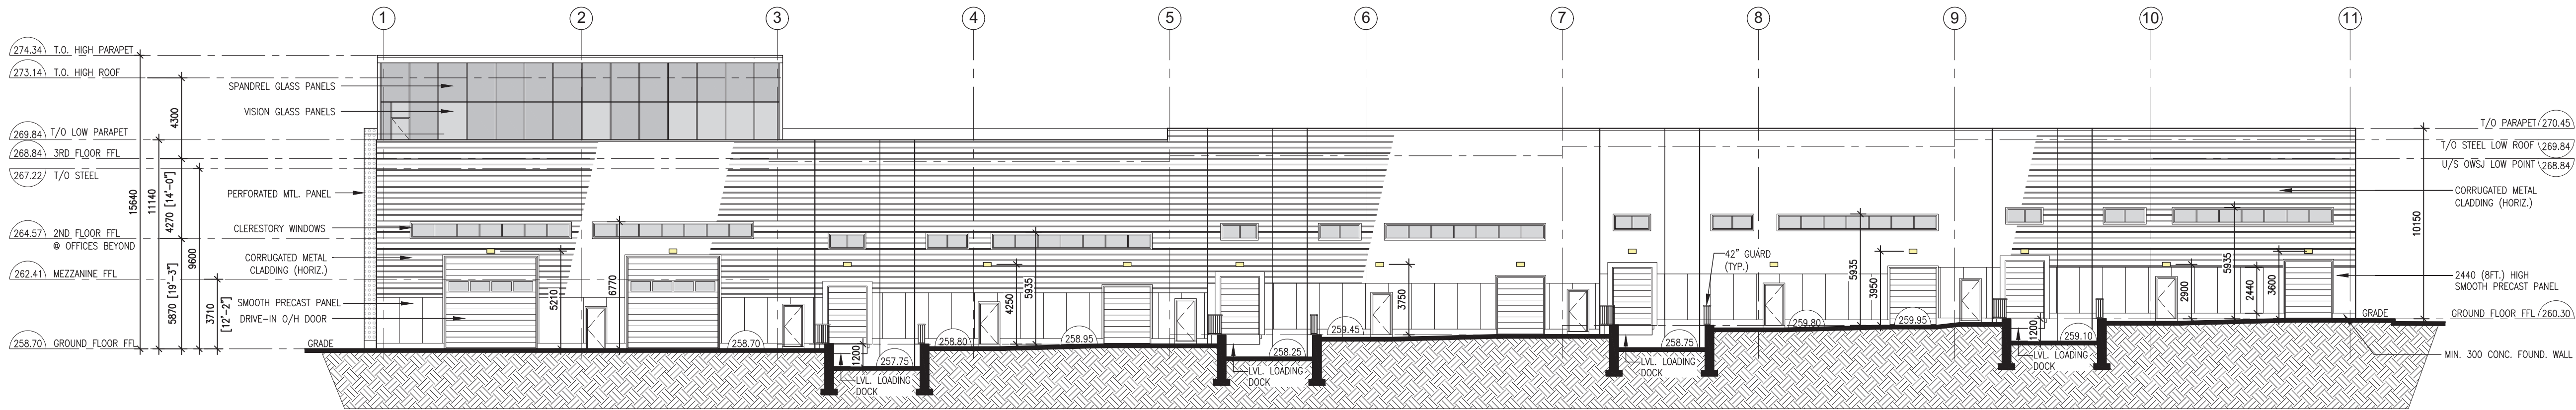 1 2 3 4 5 6 7 8 9 10 11
274.34 T.O. HIGH PARAPET
273.14 T.O. HIGH ROOF
269.84 T/O LOW PARAPET
268.84 3RD FLOOR FFL
267.22 T/O STEEL
264.57 2ND FLOOR FFL
@ OFFICES BEYOND
262.41 MEZZANINE FFL
258.70 GROUND FLOOR FFL
15640
11140
4300
4270 [14'-0"]
5870 [19'-3"]
9600
3710
[12'-2"]
SPANDREL GLASS PANELS
VISION GLASS PANELS
PERFORATED MTL. PANEL
CLERESTORY WINDOWS
CORRUGATED METAL
CLADDING (HORIZ.)
SMOOTH PRECAST PANEL
DRIVE-IN O/H DOOR
GRADE
5210
6770
258.70
1200
257.75
LVL. LOADING
DOCK
258.80
4250
5935
258.95
LVL. LOADING
DOCK
258.25
259.45
3750
42" GUARD
(TYP.)
LVL. LOADING
DOCK
258.75
259.80
5935
3950
259.95
1200
LVL. LOADING
DOCK
259.10
2900
5935
2440
3600
10150
GRADE
T/O PARAPET 270.45
T/O STEEL LOW ROOF 269.84
U/S OWSJ LOW POINT 268.84
CORRUGATED METAL
CLADDING (HORIZ.)
2440 (8FT.) HIGH
SMOOTH PRECAST PANEL
GROUND FLOOR FFL 260.30
MIN. 300 CONC. FOUND. WALL